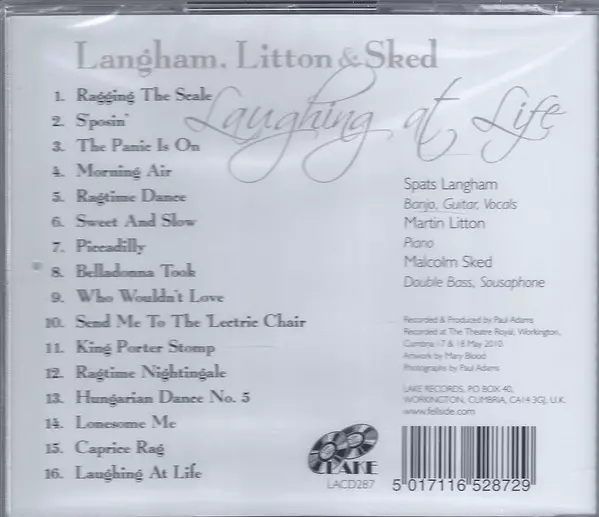 Langham, Litton & Sked
Laughing at Life
1. Ragging The Scale
2. S'posin'
3. The Panic Is On
4. Morning Air
5. Ragtime Dance
6. Sweet And Slow
7. Piccadilly
8. Belladonna Took
9. Who Wouldn't Love
10. Send Me To The 'Lectric Chair
11. King Porter Stomp
12. Ragtime Nightingale
13. Hungarian Dance No. 5
14. Lonesome Me
15. Caprice Rag
16. Laughing At Life
Spats Langham
Banjo, Guitar, Vocals
Martin Litton
Piano
Malcolm Sked
Double Bass, Sousaphone
Recorded & Produced by Paul Adams
Recorded at The Theatre Royal, Workington,
Cumbria 17 & 18 May 2010.
Artwork by Mary Blood
Photographs by Paul Adams
LAKE RECORDS, PO BOX 40,
WORKINGTON, CUMBRIA, CA14 3GJ, U.K.
www.fellside.com
LAKE
LACD287
5 017116 528729